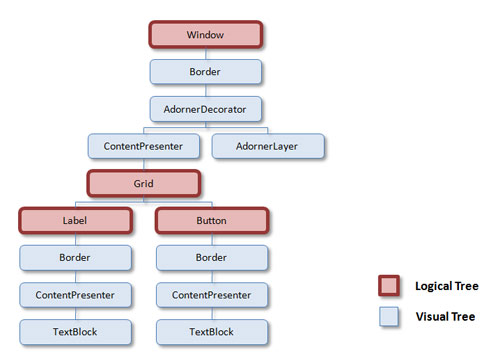 Window
Border
AdornerDecorator
ContentPresenter AdornerLayer
Grid
Label Button
Border Border
ContentPresenter ContentPresenter
TextBlock TextBlock
Logical Tree
Visual Tree